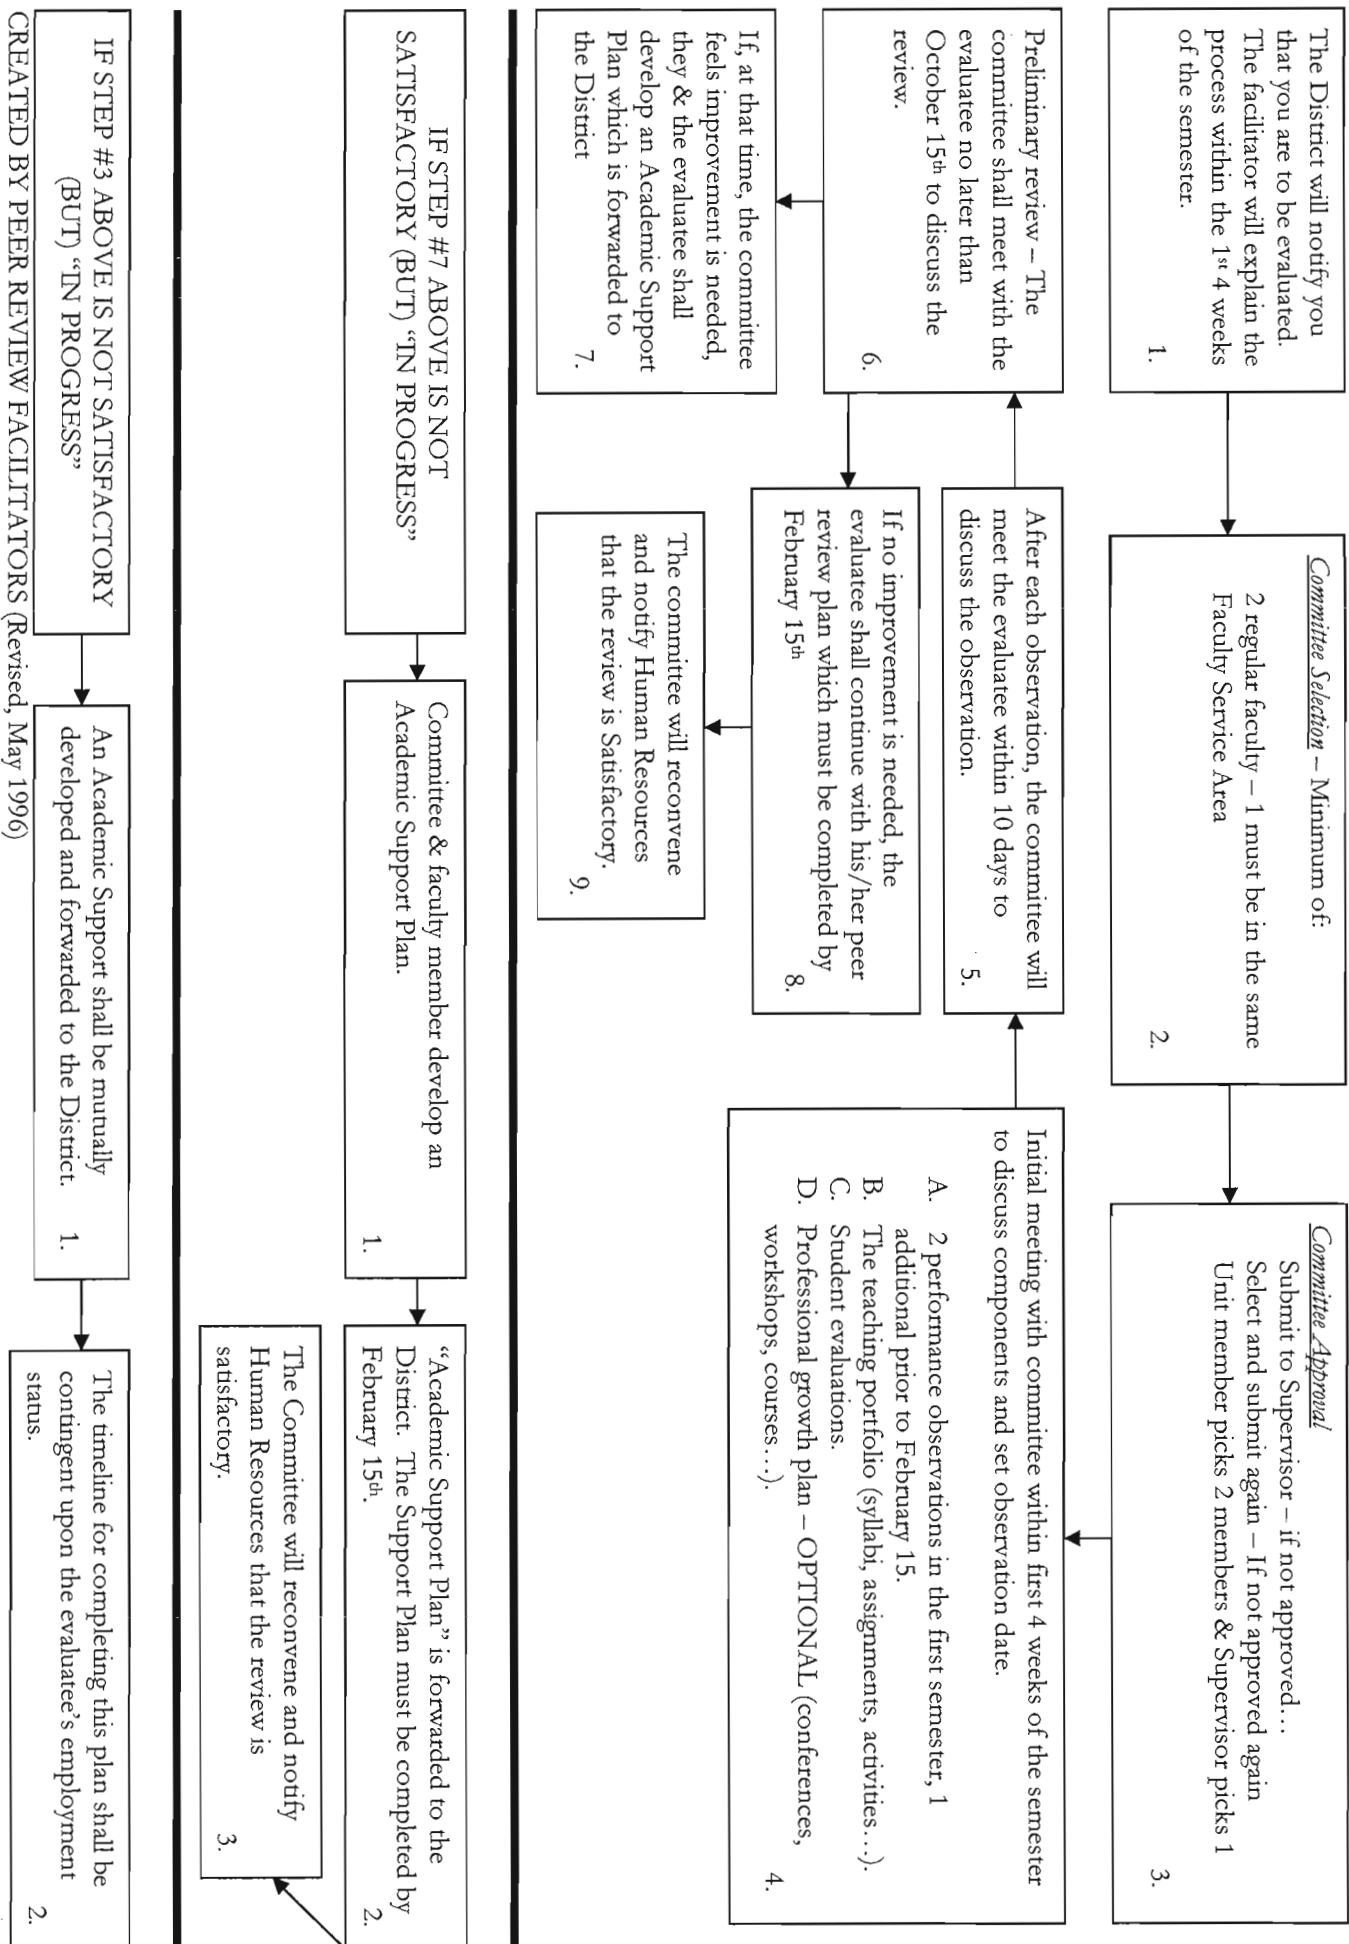 The District will notify you
that you are to be evaluated.
The facilitator will explain the
process within the 1st 4 weeks
of the semester.
1.
Committee Selection – Minimum of:
2 regular faculty – 1 must be in the same
Faculty Service Area
2.
Committee Approval
Submit to Supervisor – if not approved…
Select and submit again – If not approved again
Unit member picks 2 members & Supervisor picks 1
3.
Initial meeting with committee within first 4 weeks of the semester
to discuss components and set observation date.
A. 2 performance observations in the first semester, 1
additional prior to February 15.
B. The teaching portfolio (syllabi, assignments, activities…).
C. Student evaluations.
D. Professional growth plan – OPTIONAL (conferences,
workshops, courses…).
4.
After each observation, the committee will
meet the evaluatee within 10 days to
discuss the observation.
5.
Preliminary review – The
committee shall meet with the
evaluatee no later than
October 15th to discuss the
review.
6.
If, at that time, the committee
feels improvement is needed,
they & the evaluatee shall
develop an Academic Support
Plan which is forwarded to
the District
7.
If no improvement is needed, the
evaluatee shall continue with his/her peer
review plan which must be completed by
February 15th
8.
The committee will reconvene
and notify Human Resources
that the review is Satisfactory.
9.
IF STEP #7 ABOVE IS NOT
SATISFACTORY (BUT) “IN PROGRESS”
Committee & faculty member develop an
Academic Support Plan.
1.
“Academic Support Plan” is forwarded to the
District. The Support Plan must be completed by
February 15th.
2.
The Committee will reconvene and notify
Human Resources that the review is
satisfactory.
3.
IF STEP #3 ABOVE IS NOT SATISFACTORY
(BUT) “IN PROGRESS”
An Academic Support shall be mutually
developed and forwarded to the District.
1.
The timeline for completing this plan shall be
contingent upon the evaluatee’s employment
status.
2.
CREATED BY PEER REVIEW FACILITATORS (Revised, May 1996)